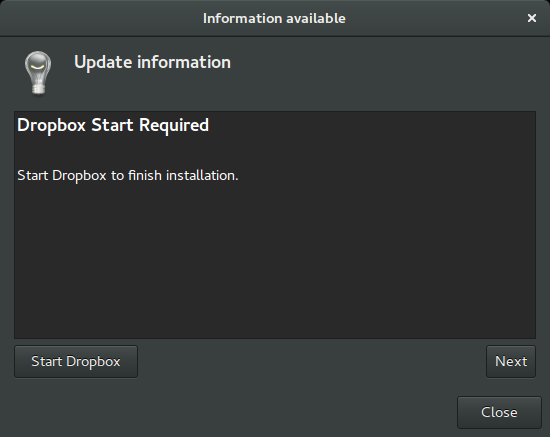 Information available
Update information
Dropbox Start Required
Start Dropbox to finish installation.
Start Dropbox
Next
Close